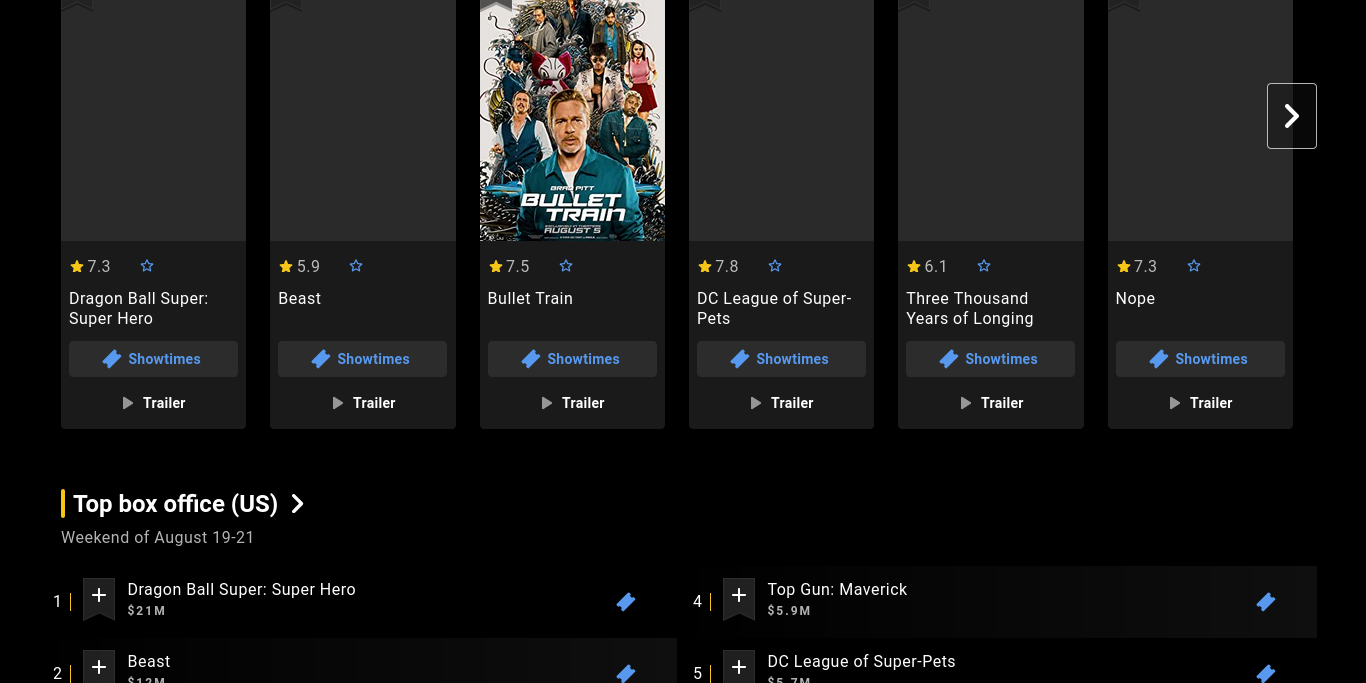 BRAD PITT
BULLET
TRAIN
AUGUST 5
7.3
5.9
7.5
7.8
6.1
7.3
Dragon Ball Super:
Super Hero
Beast
Bullet Train
DC League of Super-
Pets
Three Thousand
Years of Longing
Nope
Showtimes
Showtimes
Showtimes
Showtimes
Showtimes
Showtimes
Trailer
Trailer
Trailer
Trailer
Trailer
Trailer
Top box office (US)
Weekend of August 19-21
1
Dragon Ball Super: Super Hero
$21M
4
Top Gun: Maverick
$5.9M
2
Beast
$12M
5
DC League of Super-Pets
$5.7M